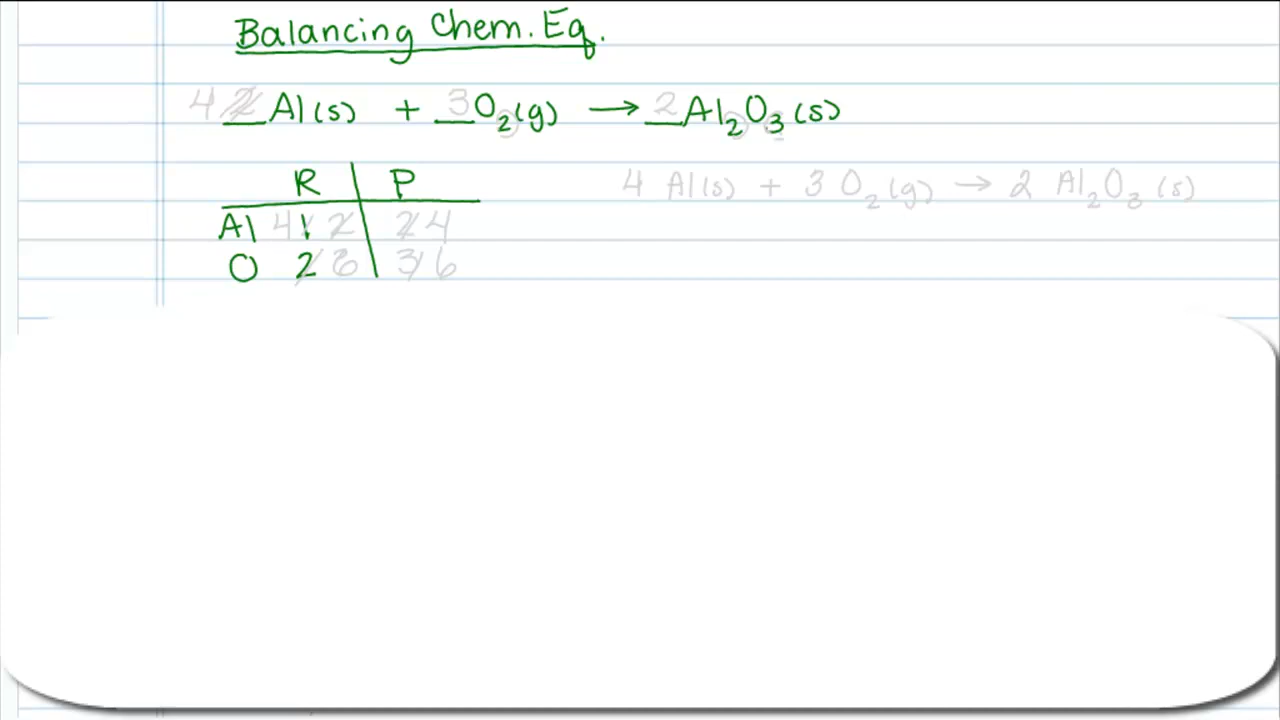 Balancing Chem. Eq.
4 2 Al(s) + 3 O₂(g) → 2 Al₂O₃(s)
R P 4 Al(s) + 3 O₂(g) → 2 Al₂O₃(s)
Al 4 1 2 2 4
O 2 6 3 6